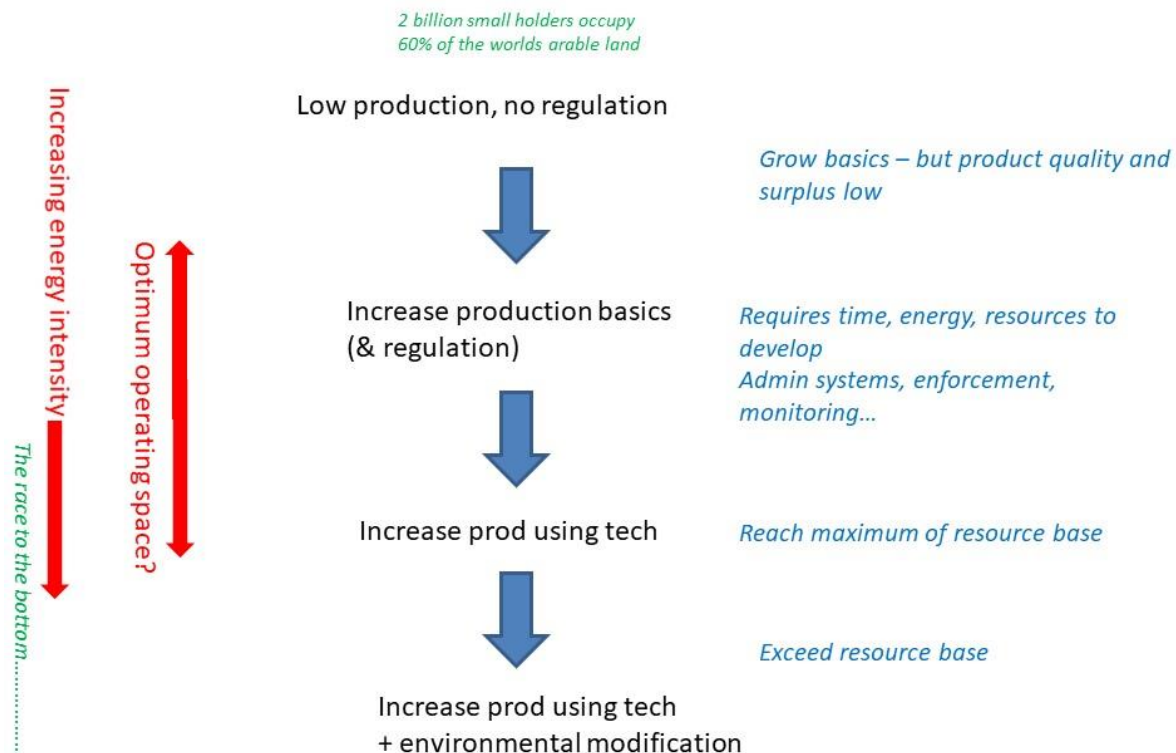 2 billion small holders occupy
60% of the worlds arable land
Low production, no regulation
Grow basics – but product quality and
surplus low
Increase production basics
(& regulation)
Requires time, energy, resources to
develop
Admin systems, enforcement,
monitoring…
Increase prod using tech
Reach maximum of resource base
Exceed resource base
Increase prod using tech
+ environmental modification
Increasing energy intensity
Optimum operating space?
The race to the bottom...............